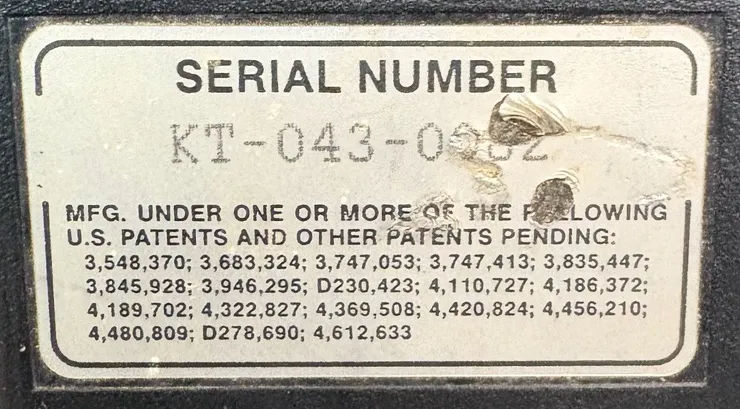 SERIAL NUMBER
MFG. UNDER ONE OR MORE OF THE FOLLOWING
U.S. PATENTS AND OTHER PATENTS PENDING:
3,548,370; 3,683,324; 3,747,053; 3,747,413; 3,835,447;
3,845,928; 3,946,295; D230,423; 4,110,727; 4,186,372;
4,189,702; 4,322,827; 4,369,508; 4,420,824; 4,456,210;
4,480,809; D278,690; 4,612,633